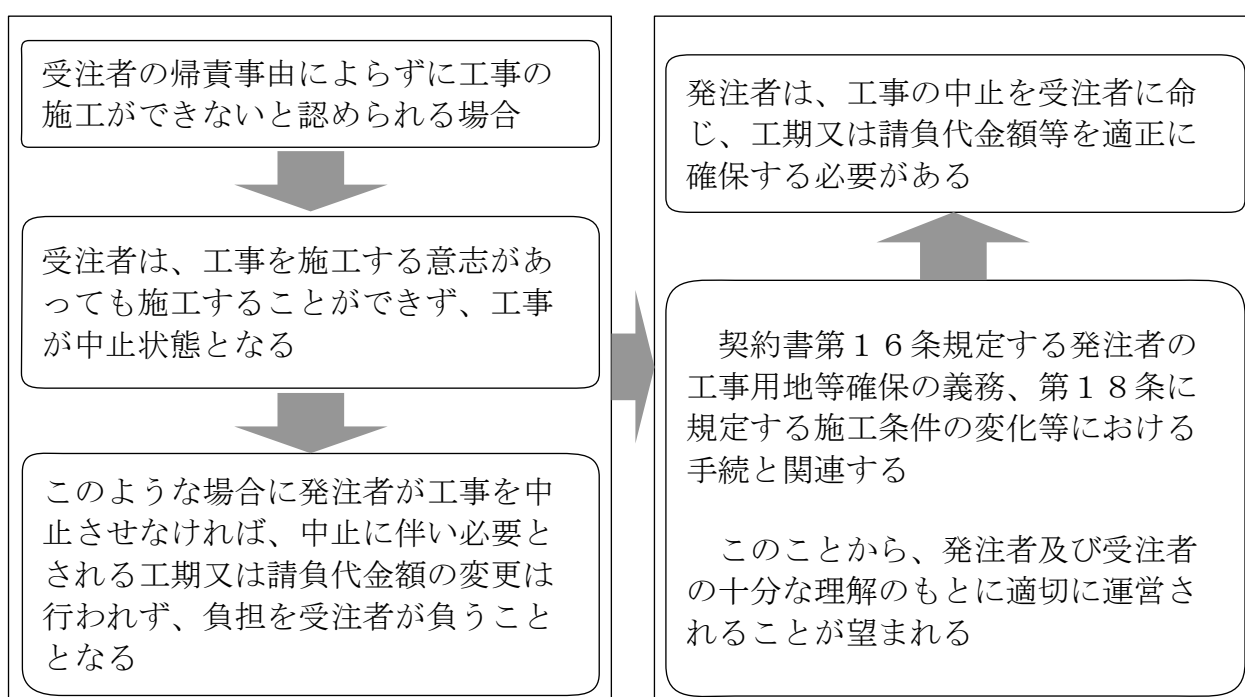 受注者の帰責事由によらずに工事の
施工ができないと認められる場合
受注者は、工事を施工する意志があ
っても施工することができず、工事
が中止状態となる
このような場合に発注者が工事を中
止させなければ、中止に伴い必要と
される工期又は請負代金額の変更は
行われず、負担を受注者が負うこと
となる
発注者は、工事の中止を受注者に命
じ、工期又は請負代金額等を適正に
確保する必要がある
　契約書第１６条規定する発注者の
工事用地等確保の義務、第１８条に
規定する施工条件の変化等における
手続と関連する
　このことから、発注者及び受注者
の十分な理解のもとに適切に運営さ
れることが望まれる